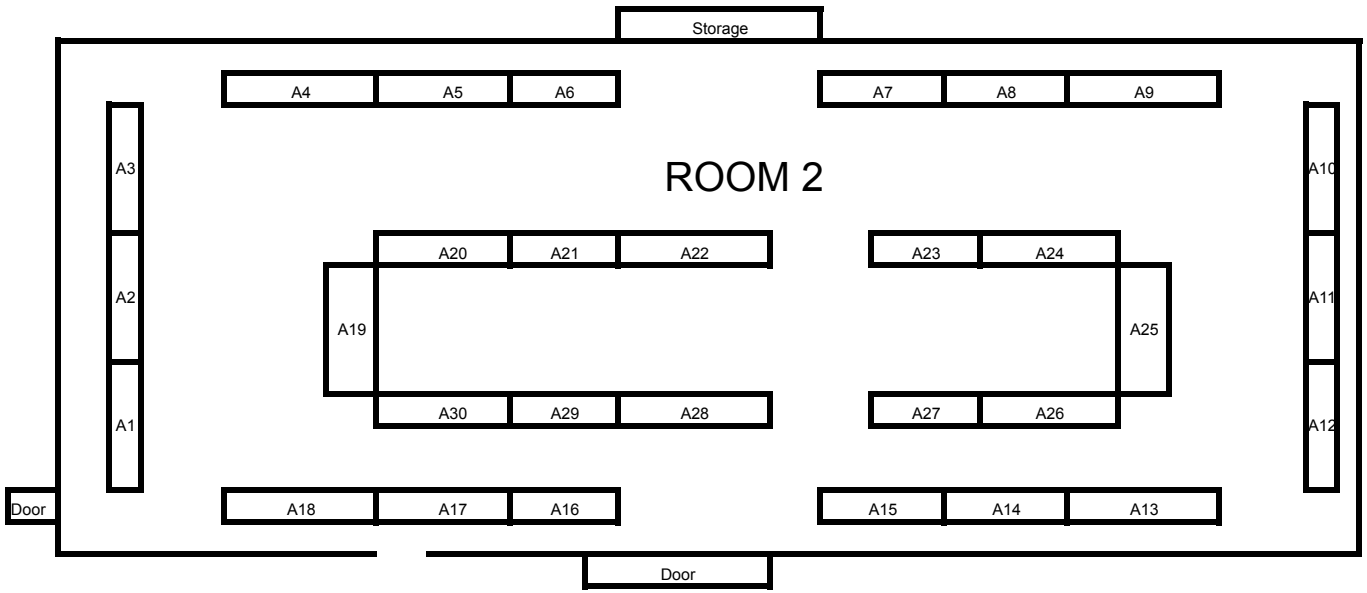 Storage
A4 A5 A6 A7 A8 A9
A3 A10
ROOM 2
A20 A21 A22 A23 A24
A2 A11
A19 A25
A30 A29 A28 A27 A26
A1 A12
Door A18 A17 A16 A15 A14 A13
Door